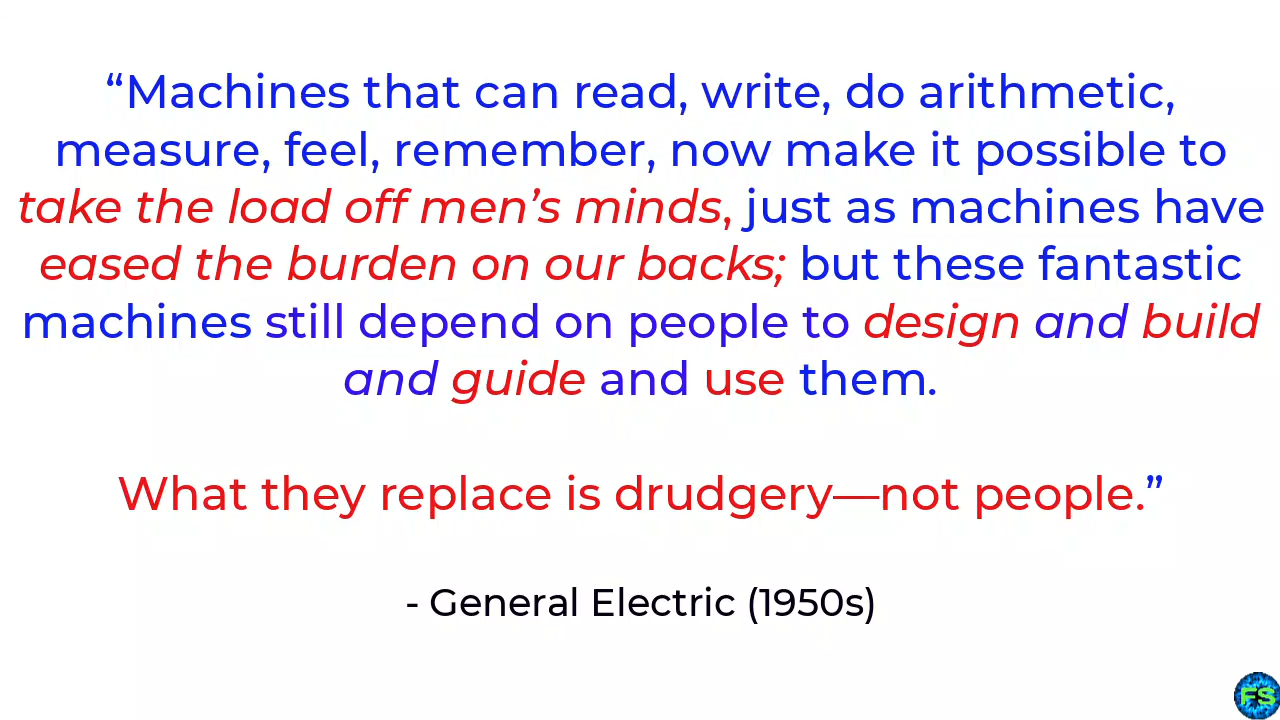 “Machines that can read, write, do arithmetic,
measure, feel, remember, now make it possible to
take the load off men’s minds, just as machines have
eased the burden on our backs; but these fantastic
machines still depend on people to design and build
and guide and use them.
What they replace is drudgery—not people.”
- General Electric (1950s)
FS